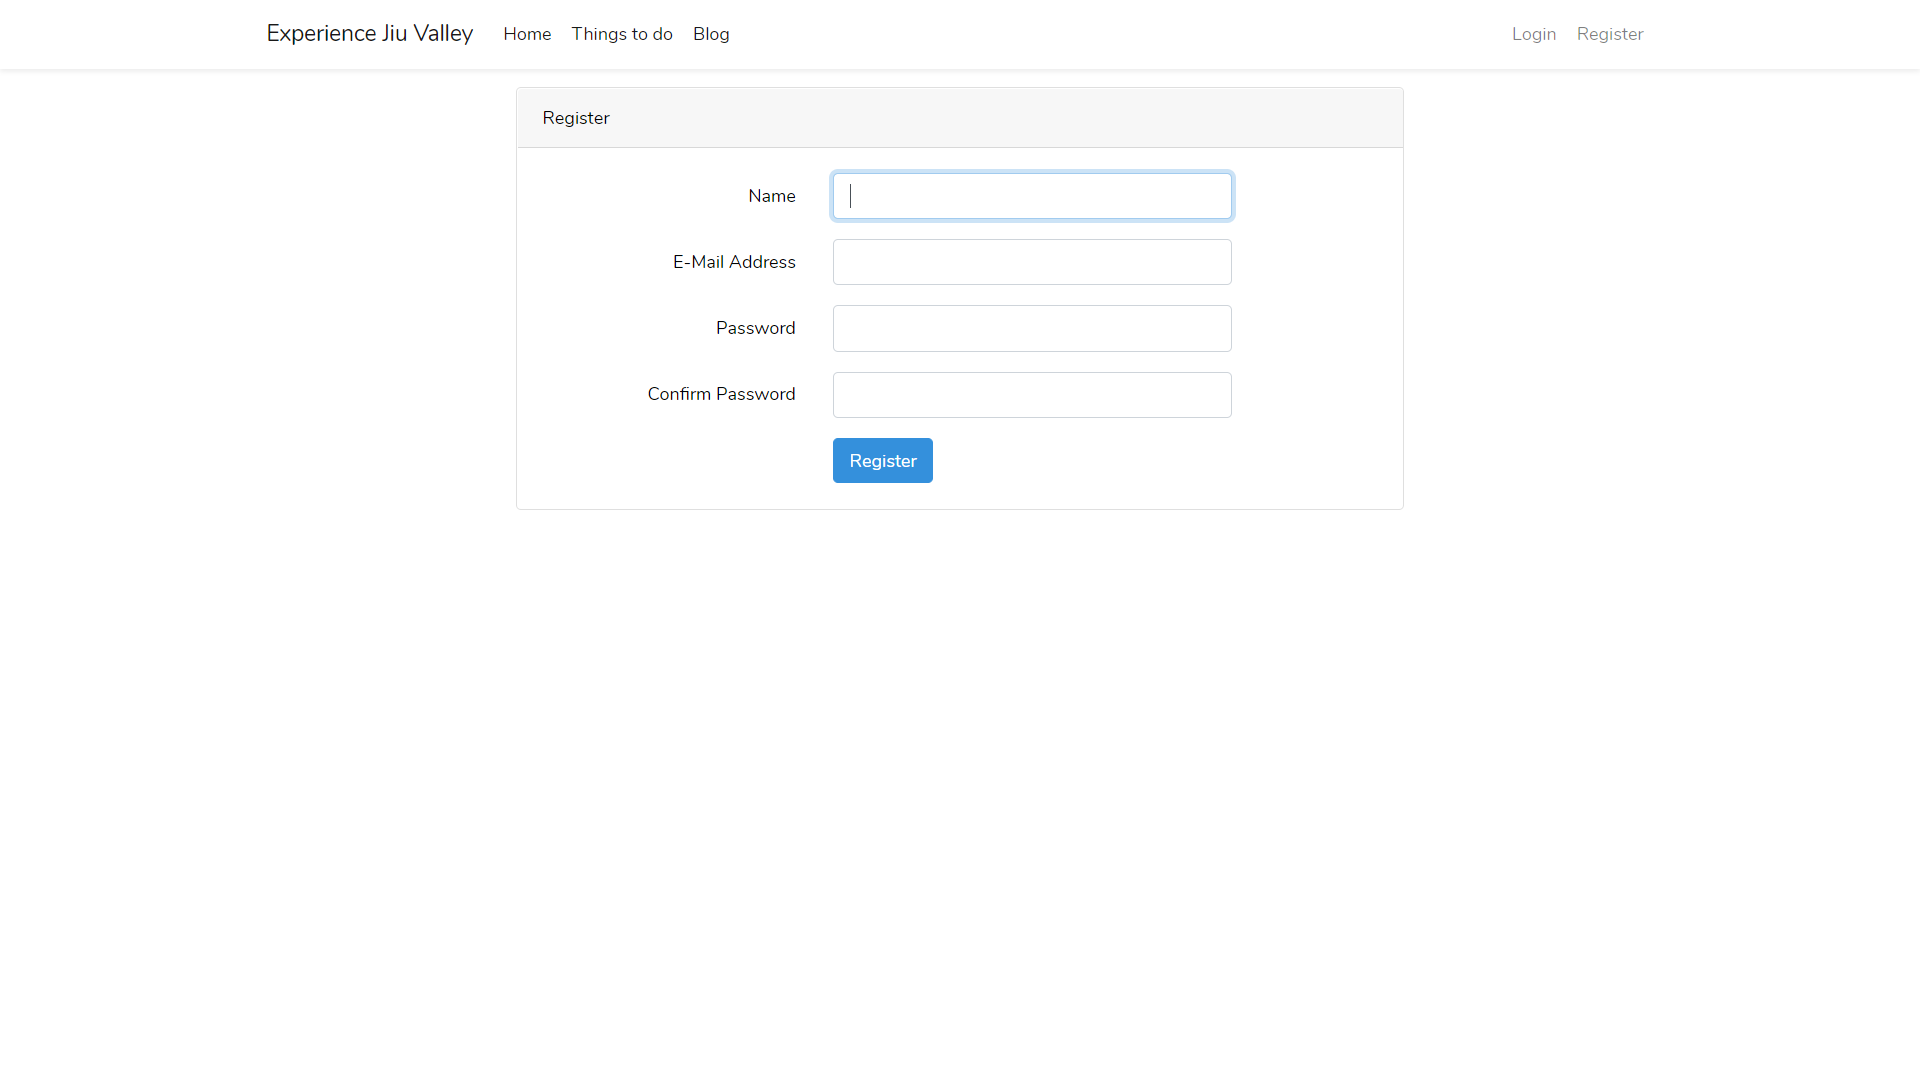 Experience Jiu Valley Home Things to do Blog Login Register
Register
Name
E-Mail Address
Password
Confirm Password
Register